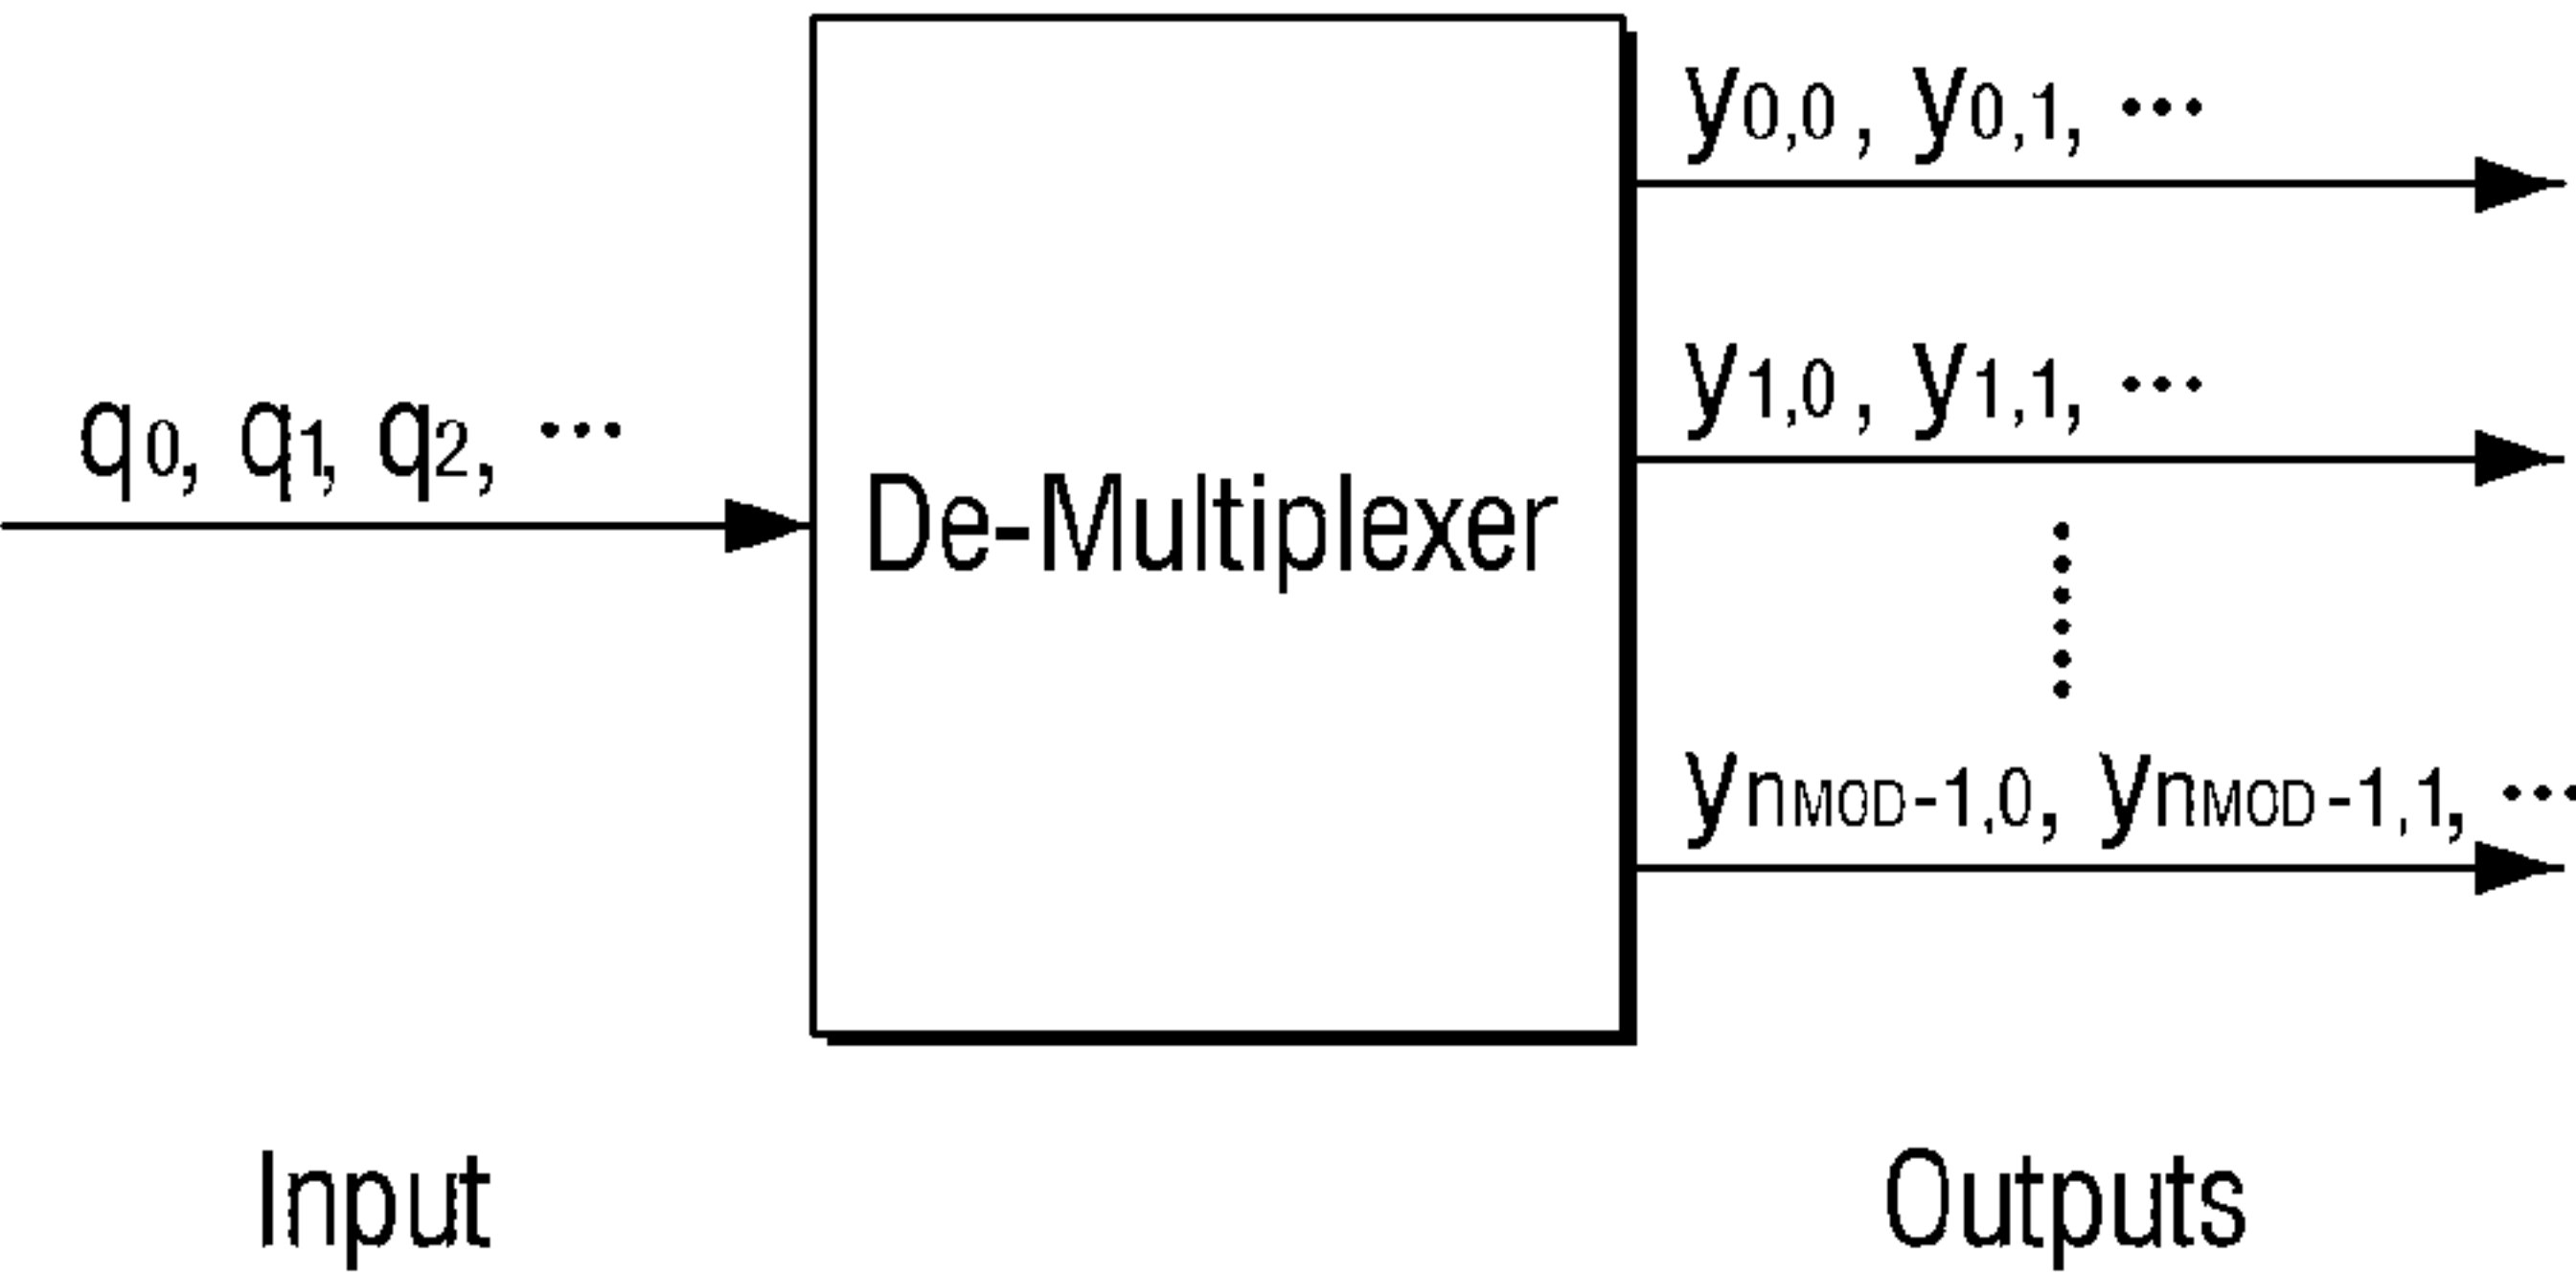 y0,0, y0,1, ···
y1,0, y1,1, ···
q0, q1, q2, ···
De-Multiplexer
ynMOD-1,0, ynMOD-1,1, ···
Input
Outputs